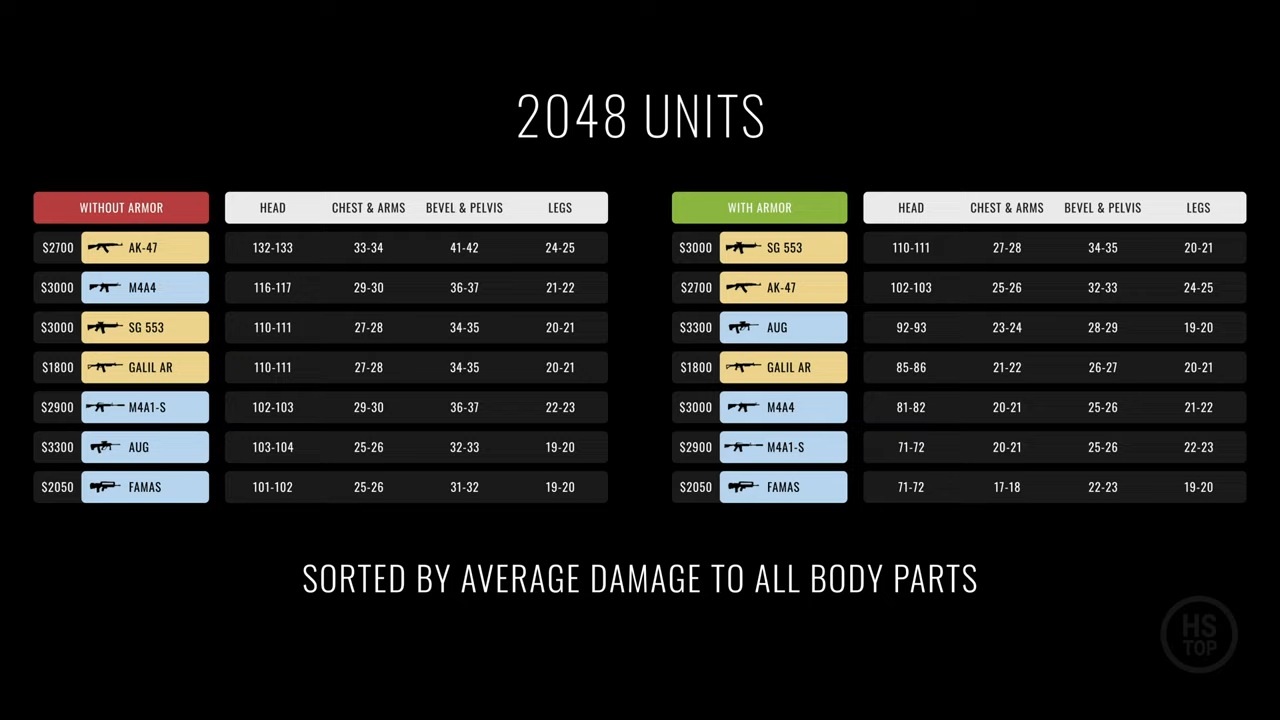 2048 UNITS
WITHOUT ARMOR HEAD CHEST & ARMS BEVEL & PELVIS LEGS
$2700 AK-47 132-133 33-34 41-42 24-25
$3000 M4A4 116-117 29-30 36-37 21-22
$3000 SG 553 110-111 27-28 34-35 20-21
$1800 GALIL AR 110-111 27-28 34-35 20-21
$2900 M4A1-S 102-103 29-30 36-37 22-23
$3300 AUG 103-104 25-26 32-33 19-20
$2050 FAMAS 101-102 25-26 31-32 19-20
WITH ARMOR HEAD CHEST & ARMS BEVEL & PELVIS LEGS
$3000 SG 553 110-111 27-28 34-35 20-21
$2700 AK-47 102-103 25-26 32-33 24-25
$3300 AUG 92-93 23-24 28-29 19-20
$1800 GALIL AR 85-86 21-22 26-27 20-21
$3000 M4A4 81-82 20-21 25-26 21-22
$2900 M4A1-S 71-72 20-21 25-26 22-23
$2050 FAMAS 71-72 17-18 22-23 19-20
SORTED BY AVERAGE DAMAGE TO ALL BODY PARTS
HS
TOP